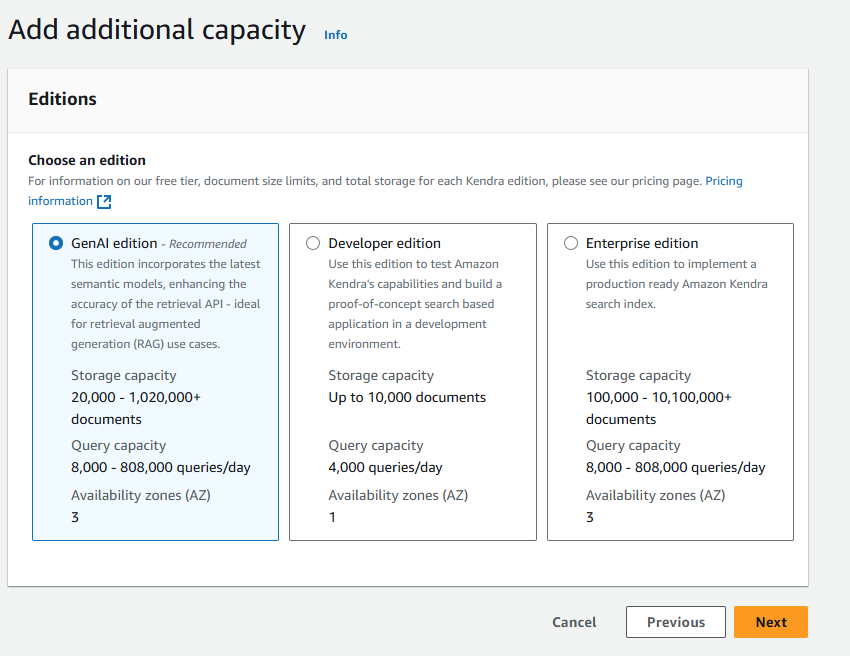 Add additional capacity Info
Editions
Choose an edition
For information on our free tier, document size limits, and total storage for each Kendra edition, please see our pricing page. Pricing
information
GenAI edition - Recommended
This edition incorporates the latest
semantic models, enhancing the
accuracy of the retrieval API - ideal
for retrieval augmented
generation (RAG) use cases.
Storage capacity
20,000 - 1,020,000+
documents
Query capacity
8,000 - 808,000 queries/day
Availability zones (AZ)
3
Developer edition
Use this edition to test Amazon
Kendra's capabilities and build a
proof-of-concept search based
application in a development
environment.
Storage capacity
Up to 10,000 documents
Query capacity
4,000 queries/day
Availability zones (AZ)
1
Enterprise edition
Use this edition to implement a
production ready Amazon Kendra
search index.
Storage capacity
100,000 - 10,100,000+
documents
Query capacity
8,000 - 808,000 queries/day
Availability zones (AZ)
3
Cancel
Previous
Next